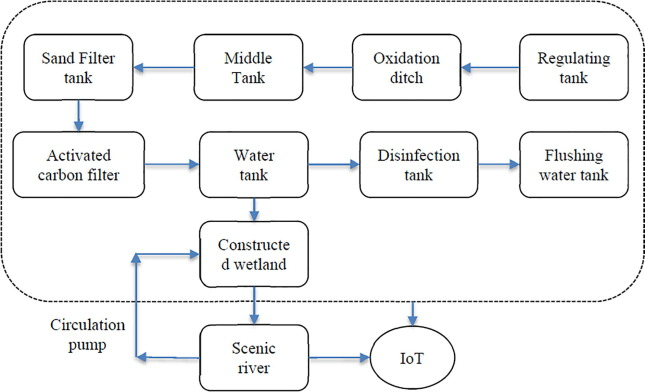 Sand Filter
tank
Middle
Tank
Oxidation
ditch
Regulating
tank
Activated
carbon filter
Water
tank
Disinfection
tank
Flushing
water tank
Constructe
d wetland
Circulation
pump
Scenic
river
IoT